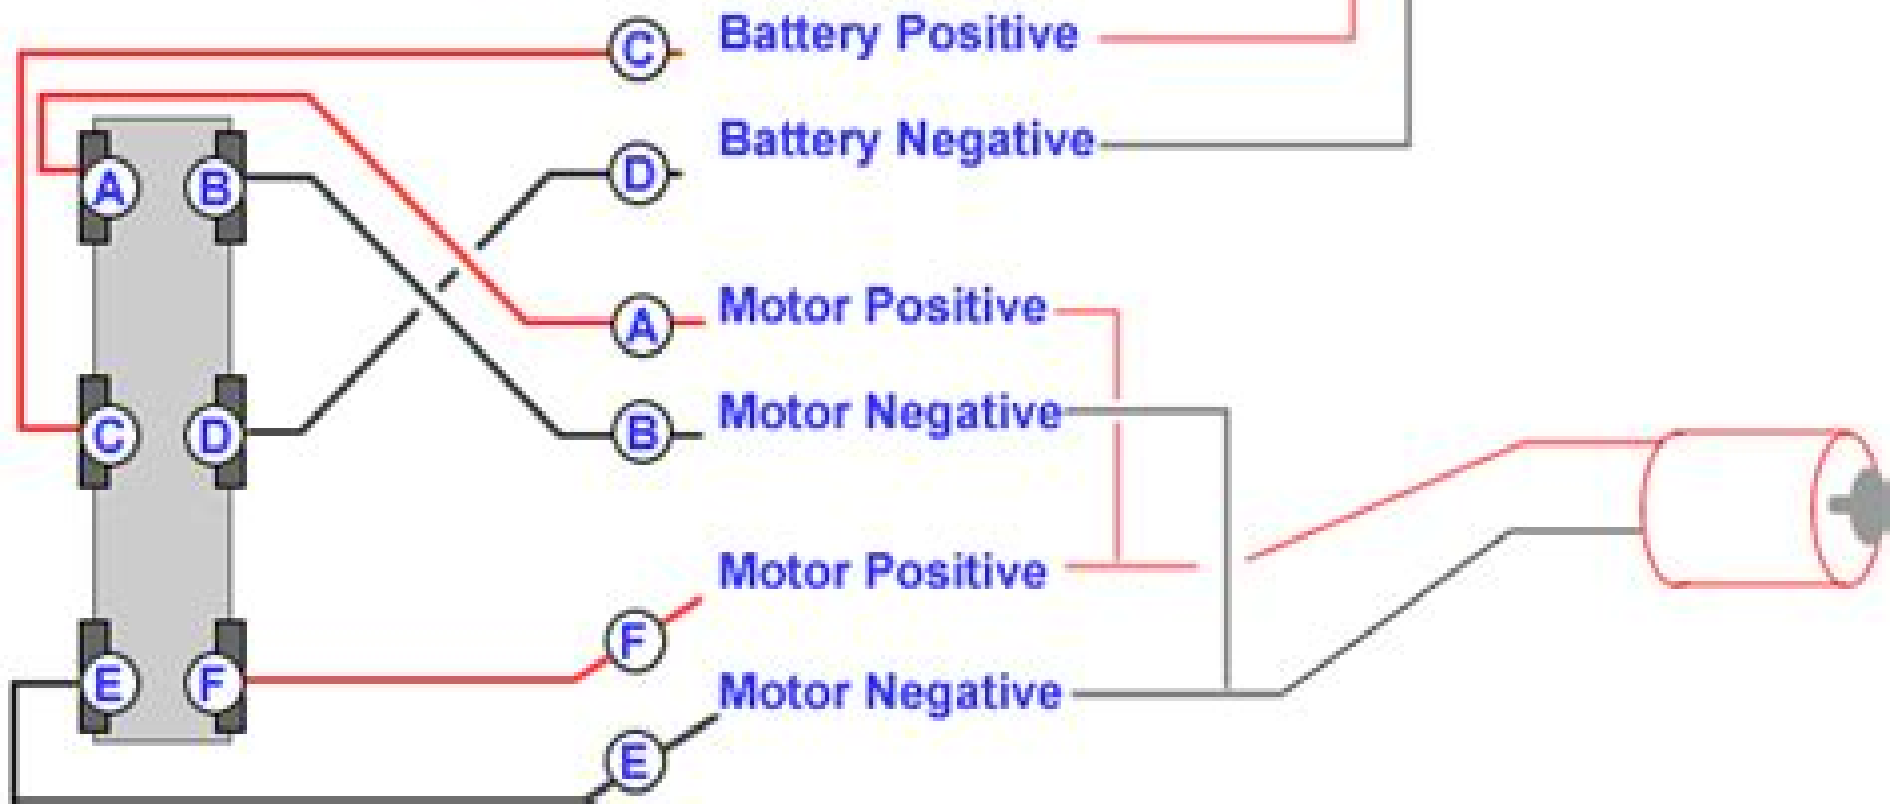 C Battery Positive
D Battery Negative
A B
A Motor Positive
B Motor Negative
C D
F Motor Positive
E F
E Motor Negative